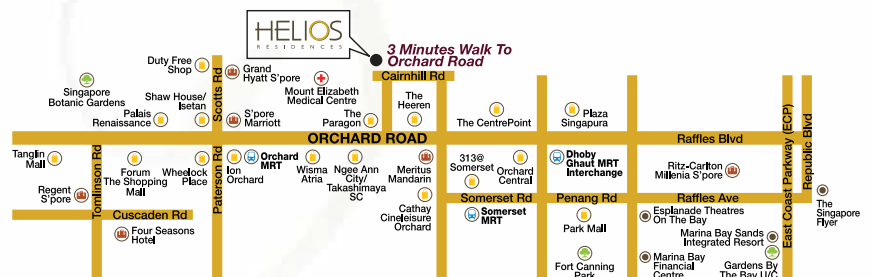 HELIOS
RESIDENCES
3 Minutes Walk To
Orchard Road
Cairnhill Rd
Duty Free
Shop
Scotts Rd
Grand
Hyatt S'pore
Singapore
Botanic Gardens
Shaw House/
Isetan
Mount Elizabeth
Medical Centre
The
Heeren
Palais
Renaissance
S'pore
Marriott
The
Paragon
The CentrePoint
Plaza
Singapura
ORCHARD ROAD
Raffles Blvd
East Coast Parkway (ECP)
Republic Blvd
Tanglin
Mall
Tomlinson Rd
Forum
The Shopping
Mall
Wheelock
Place
Paterson Rd
Ion
Orchard
Orchard
MRT
Wisma
Atria
Ngee Ann
City/
Takashimaya
SC
Meritus
Mandarin
313@
Somerset
Orchard
Central
Dhoby
Ghaut MRT
Interchange
Ritz-Carlton
Millenia S'pore
Regent
S'pore
Cuscaden Rd
Four Seasons
Hotel
Cathay
Cineleisure
Orchard
Somerset Rd
Penang Rd
Raffles Ave
Somerset
MRT
Park Mall
Esplanade Theatres
On The Bay
The
Singapore
Flyer
Marina Bay Sands
Integrated Resort
Fort Canning
Park
Marina Bay
Financial
Centre
Gardens By
The Bay U/C